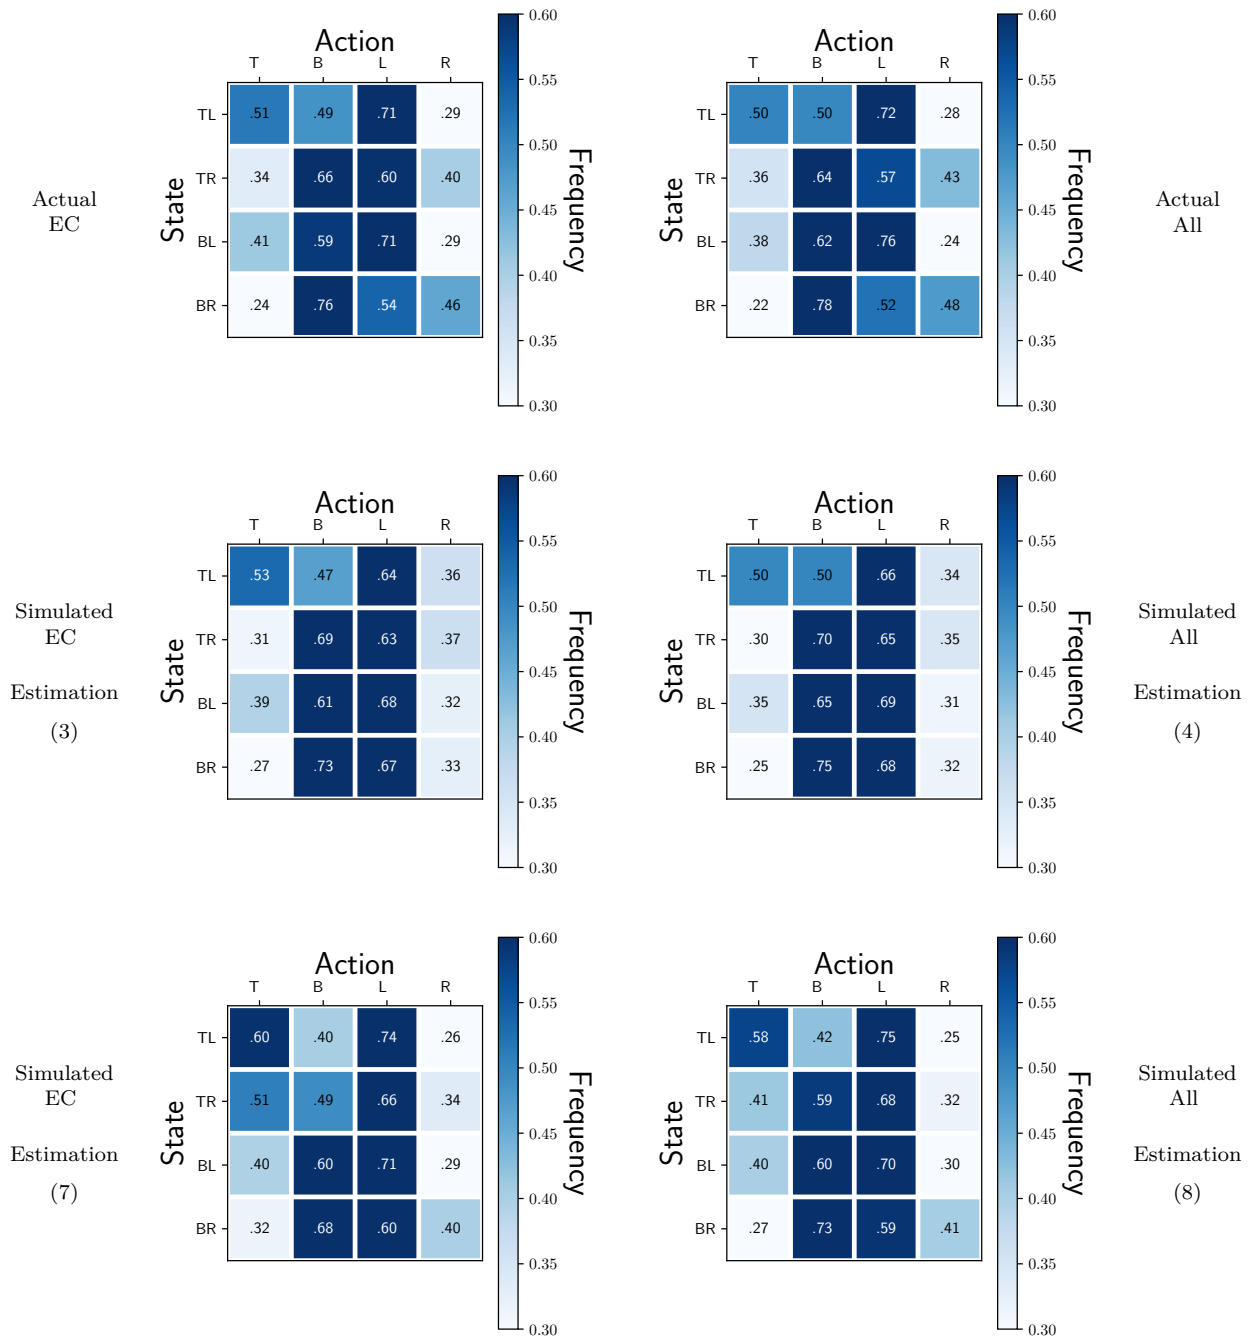 Actual
EC
Action
T B L R
State
TL .51 .49 .71 .29
TR .34 .66 .60 .40
BL .41 .59 .71 .29
BR .24 .76 .54 .46
0.60
0.55
0.50
0.45
0.40
0.35
0.30
Frequency
Action
T B L R
State
TL .50 .50 .72 .28
TR .36 .64 .57 .43
BL .38 .62 .76 .24
BR .22 .78 .52 .48
0.60
0.55
0.50
0.45
0.40
0.35
0.30
Frequency
Actual
All
Simulated
EC
Estimation
(3)
Action
T B L R
State
TL .53 .47 .64 .36
TR .31 .69 .63 .37
BL .39 .61 .68 .32
BR .27 .73 .67 .33
0.60
0.55
0.50
0.45
0.40
0.35
0.30
Frequency
Action
T B L R
State
TL .50 .50 .66 .34
TR .30 .70 .65 .35
BL .35 .65 .69 .31
BR .25 .75 .68 .32
0.60
0.55
0.50
0.45
0.40
0.35
0.30
Frequency
Simulated
All
Estimation
(4)
Simulated
EC
Estimation
(7)
Action
T B L R
State
TL .60 .40 .74 .26
TR .51 .49 .66 .34
BL .40 .60 .71 .29
BR .32 .68 .60 .40
0.60
0.55
0.50
0.45
0.40
0.35
0.30
Frequency
Action
T B L R
State
TL .58 .42 .75 .25
TR .41 .59 .68 .32
BL .40 .60 .70 .30
BR .27 .73 .59 .41
0.60
0.55
0.50
0.45
0.40
0.35
0.30
Frequency
Simulated
All
Estimation
(8)